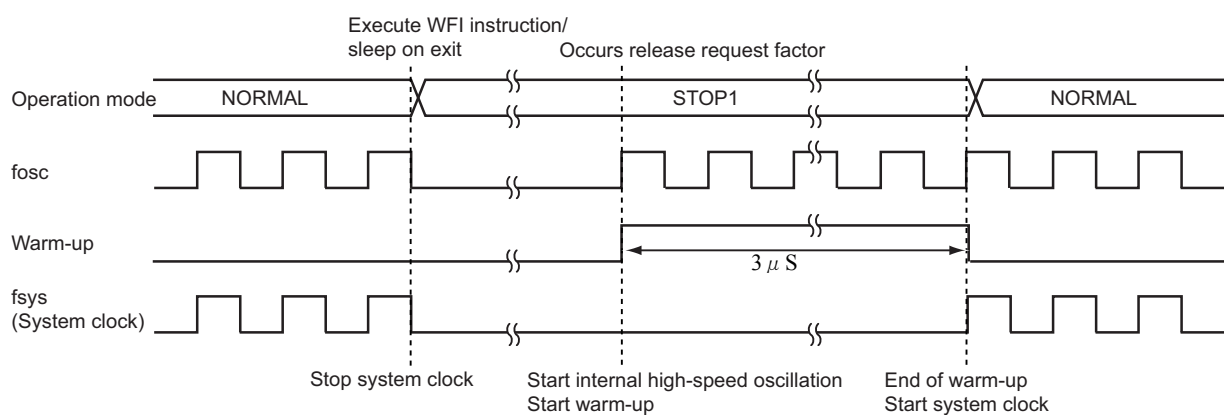 Execute WFI instruction/
sleep on exit
Occurs release request factor
Operation mode
NORMAL
STOP1
NORMAL
fosc
Warm-up
3 μ S
fsys
(System clock)
Stop system clock
Start internal high-speed oscillation
Start warm-up
End of warm-up
Start system clock